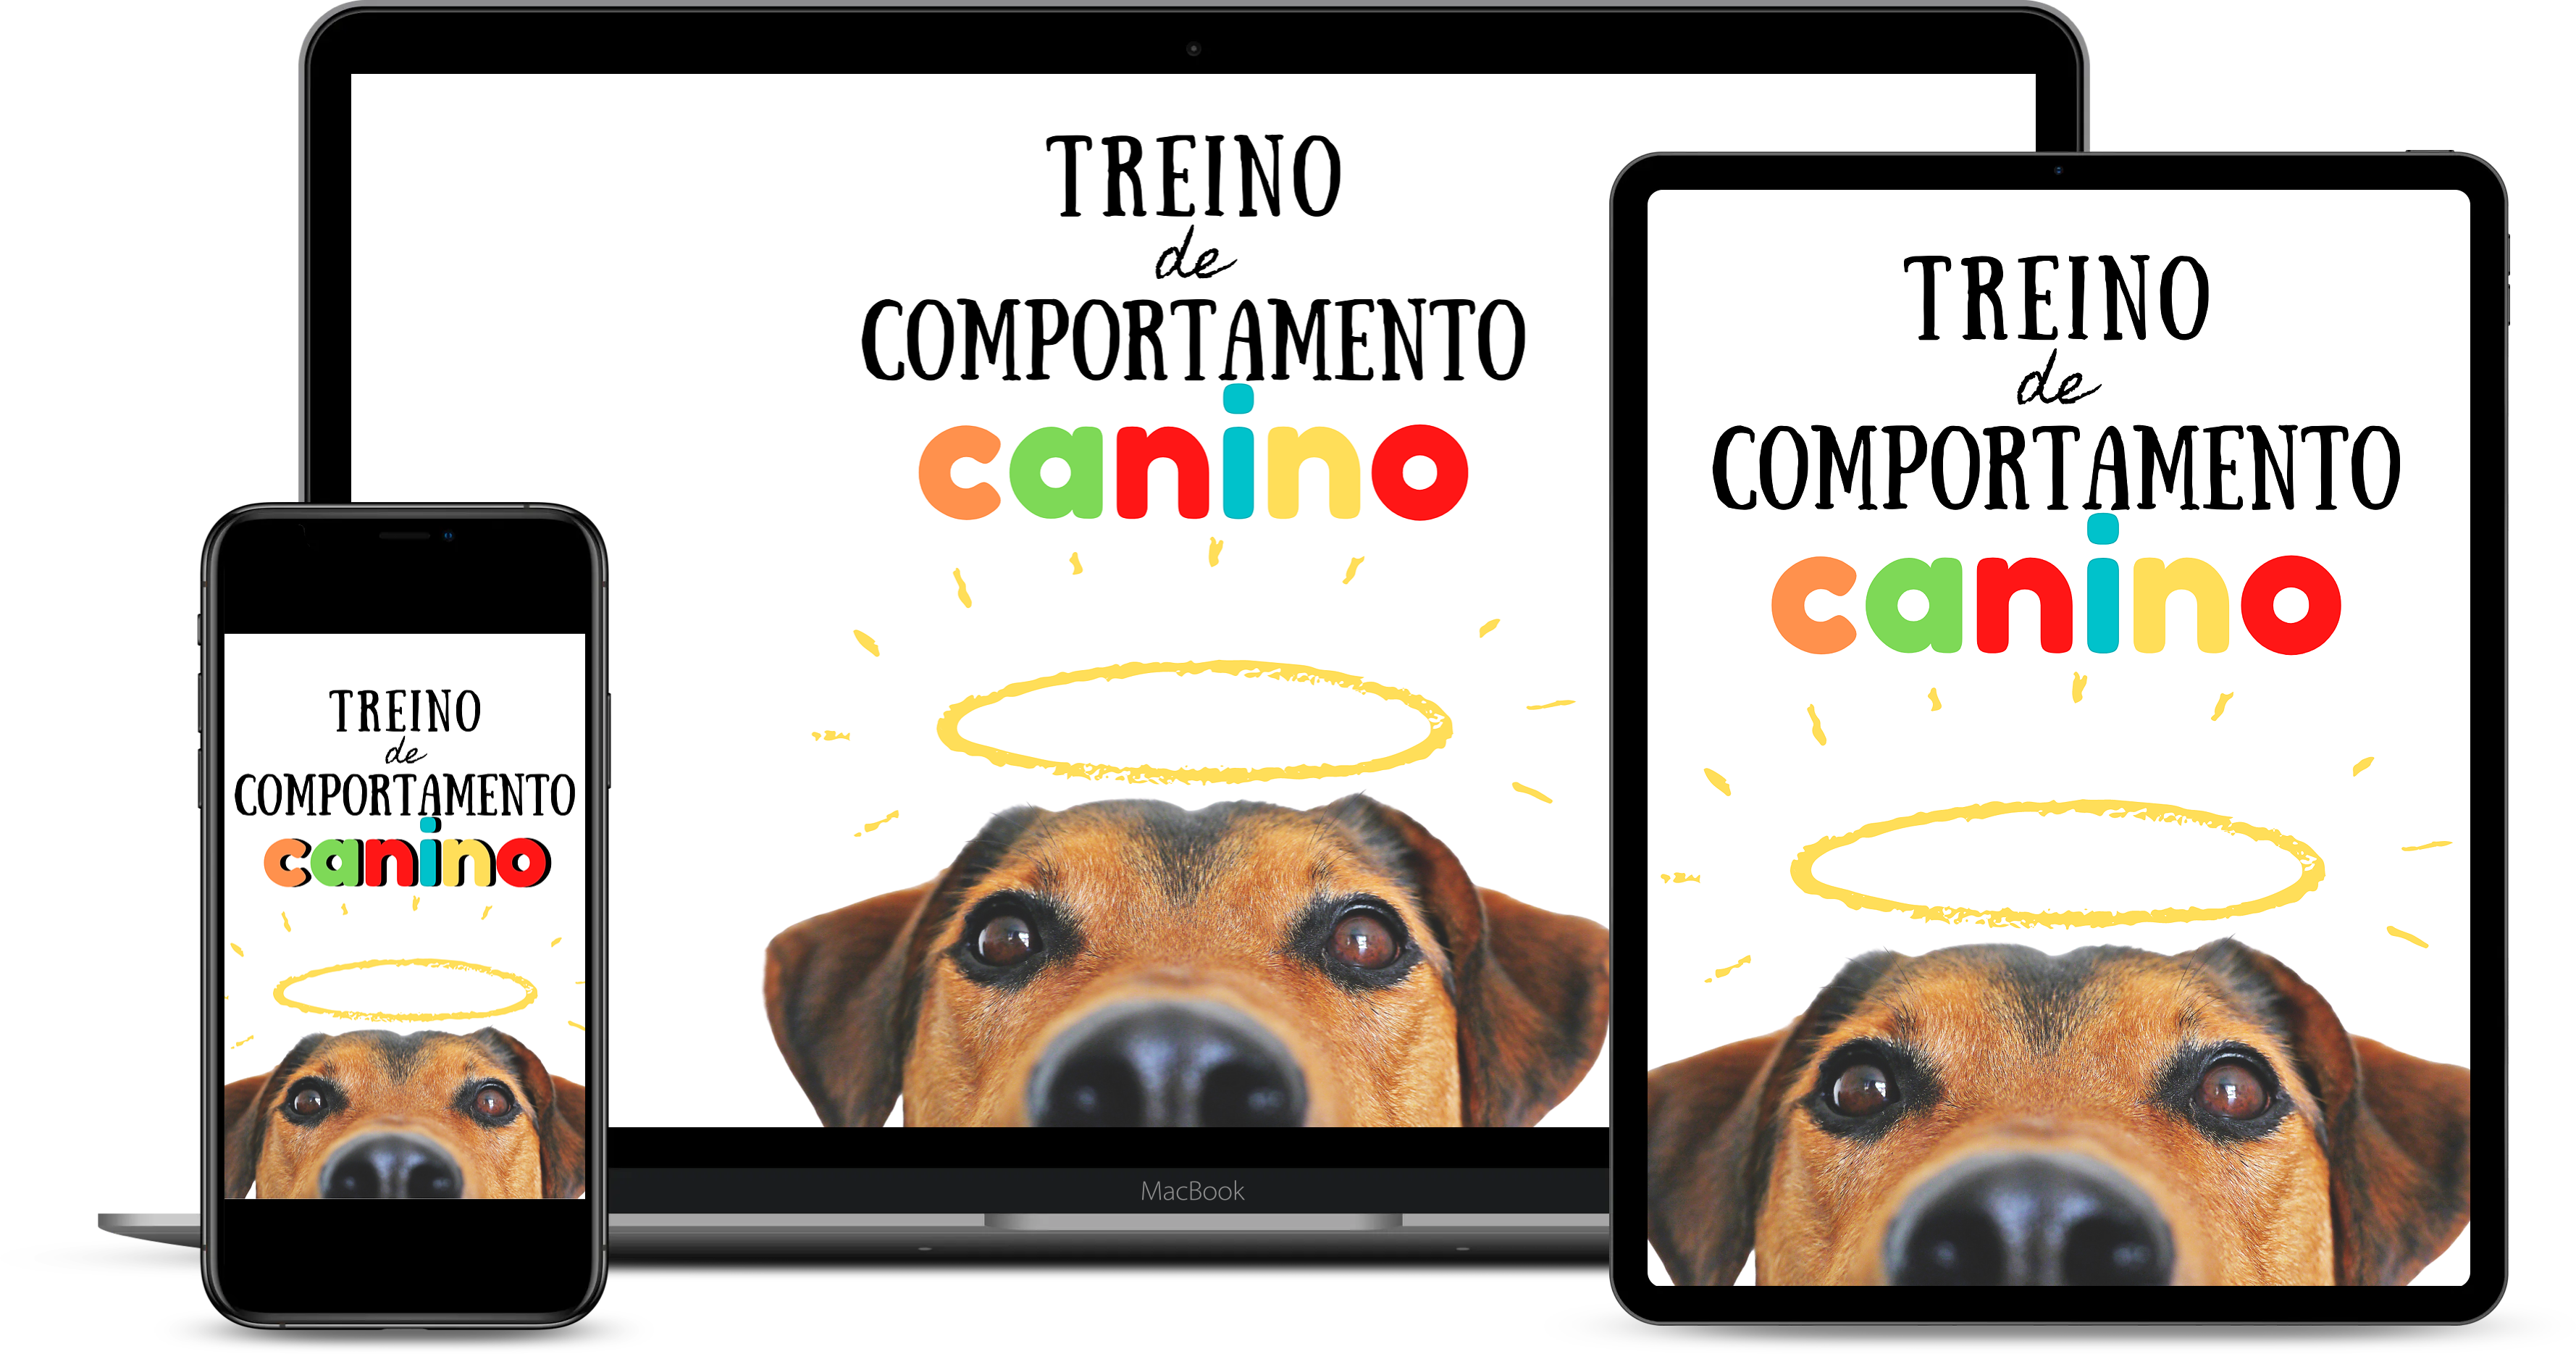 TREINO
de
COMPORTAMENTO
canino
TREINO
de
COMPORTAMENTO
canino
TREINO
de
COMPORTAMENTO
canino
MacBook